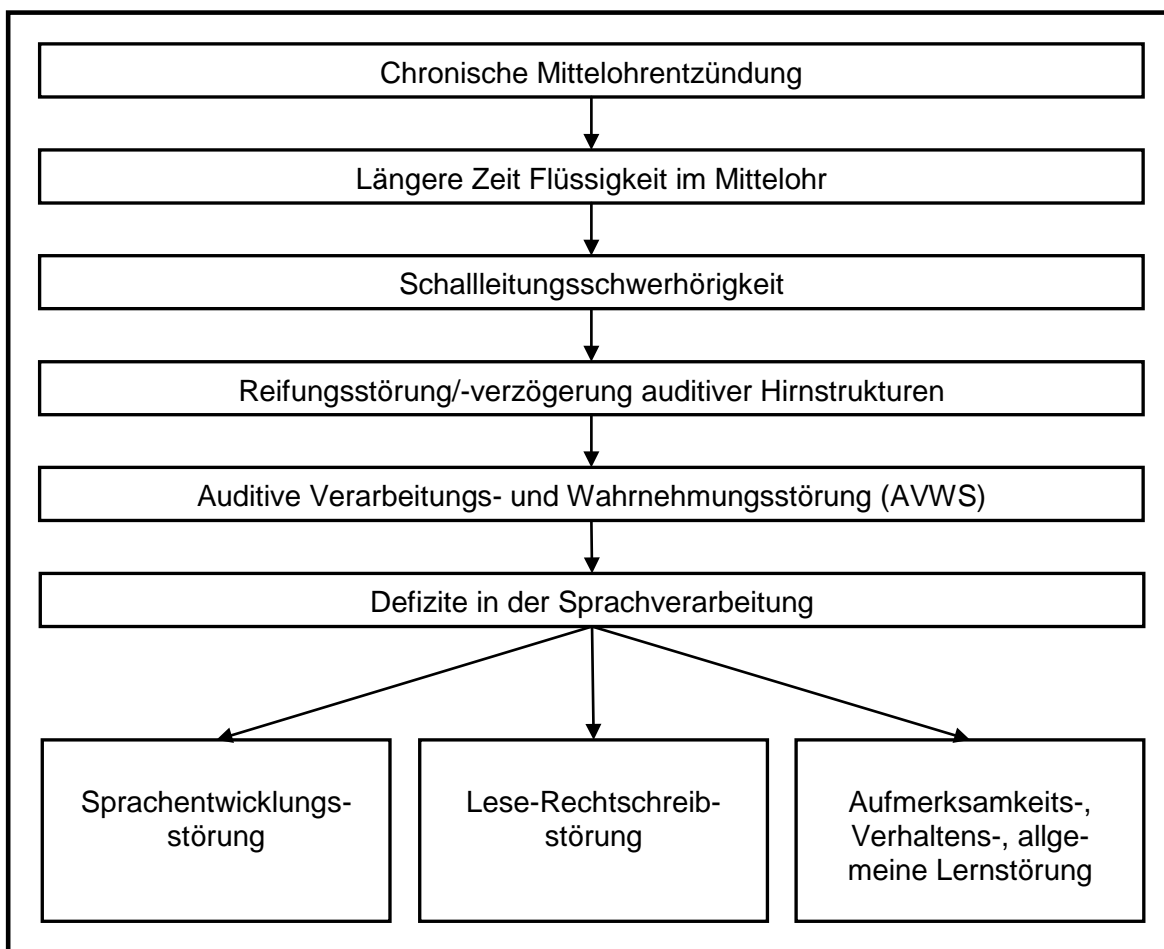 Chronische Mittelohrentzündung
Längere Zeit Flüssigkeit im Mittelohr
Schallleitungsschwerhörigkeit
Reifungsstörung/-verzögerung auditiver Hirnstrukturen
Auditive Verarbeitungs- und Wahrnehmungsstörung (AVWS)
Defizite in der Sprachverarbeitung
Sprachentwicklungs-
störung
Lese-Rechtschreib-
störung
Aufmerksamkeits-,
Verhaltens-, allge-
meine Lernstörung